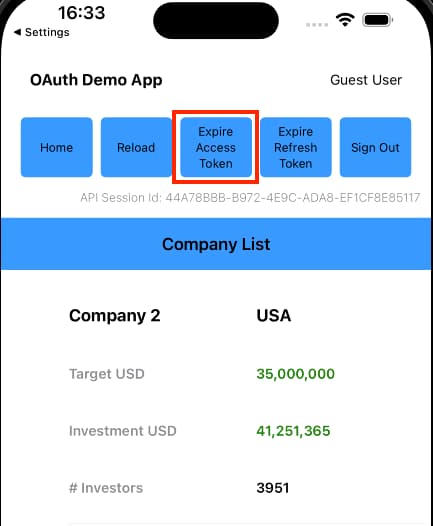 16:33
◀ Settings
OAuth Demo App
Guest User
Home
Reload
Expire
Access
Token
Expire
Refresh
Token
Sign Out
API Session Id: 44A78BBB-B972-4E9C-ADA8-EF1CF8E85117
Company List
Company 2
USA
Target USD
35,000,000
Investment USD
41,251,365
# Investors
3951